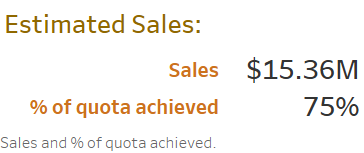 Estimated Sales:
Sales $15.36M
% of quota achieved 75%
Sales and % of quota achieved.